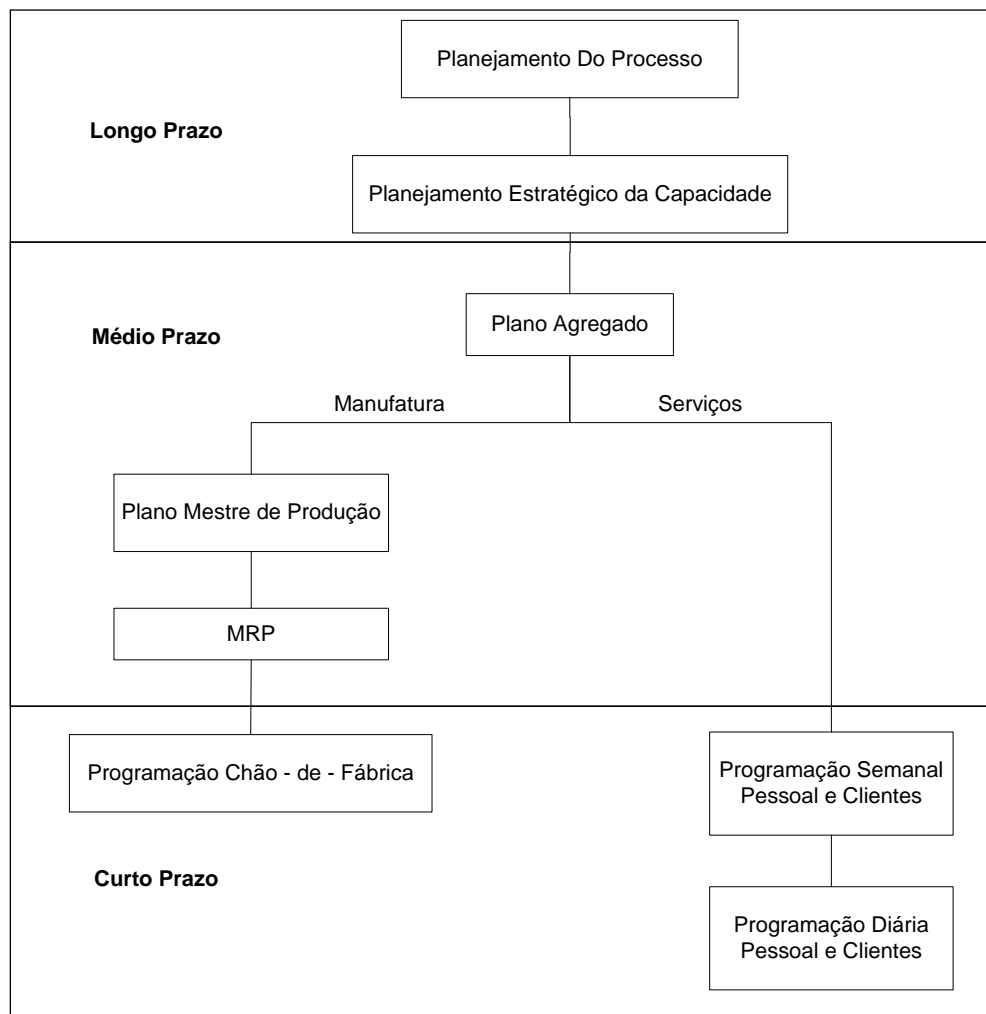 Planejamento Do Processo
Longo Prazo
Planejamento Estratégico da Capacidade
Plano Agregado
Médio Prazo
Manufatura
Serviços
Plano Mestre de Produção
MRP
Programação Chão - de - Fábrica
Programação Semanal
Pessoal e Clientes
Curto Prazo
Programação Diária
Pessoal e Clientes